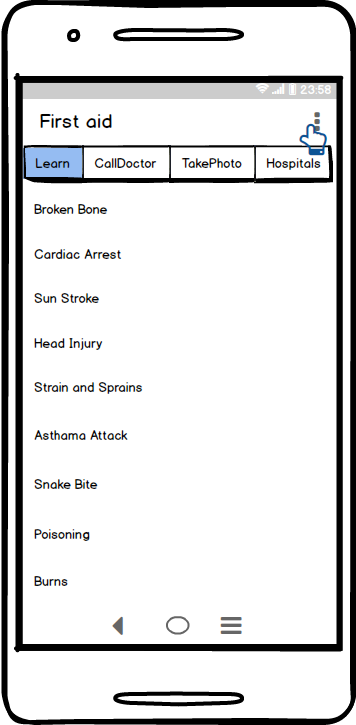 23:58
First aid
Learn CallDoctor TakePhoto Hospitals
Broken Bone
Cardiac Arrest
Sun Stroke
Head Injury
Strain and Sprains
Asthama Attack
Snake Bite
Poisoning
Burns